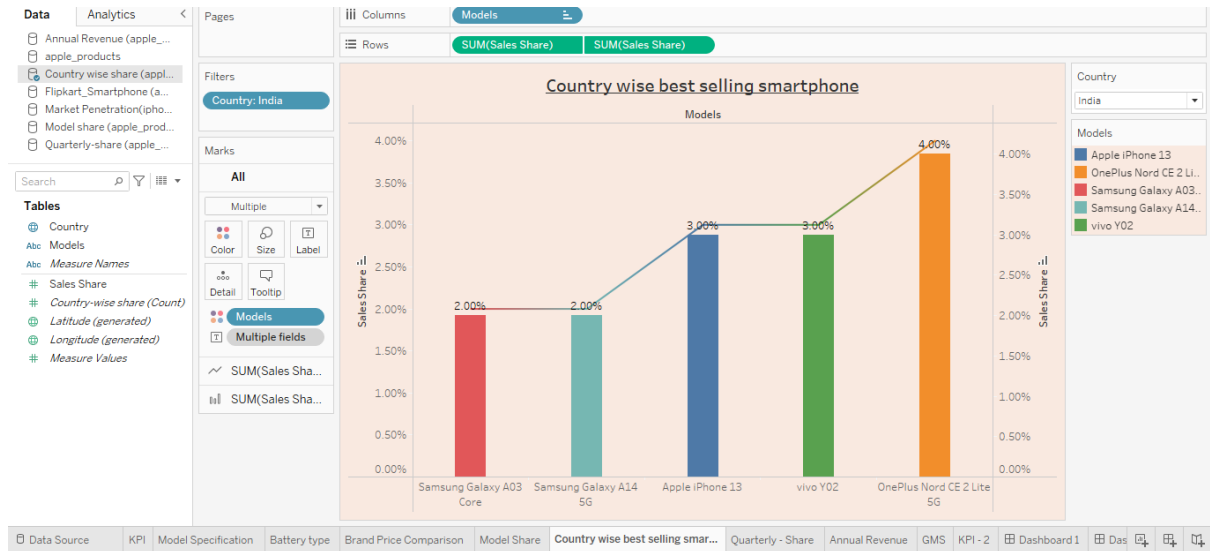 Data Analytics <
Annual Revenue (apple_...
apple_products
Country wise share (appl...
Flipkart_Smartphone (a...
Market Penetration(ipho...
Model share (apple_prod...
Quarterly-share (apple_...
Search
Tables
Country
Abc Models
Abc Measure Names
# Sales Share
# Country-wise share (Count)
Latitude (generated)
Longitude (generated)
# Measure Values
Pages
Filters
Country: India
Marks
All
Multiple
Color Size Label
Detail Tooltip
Models
Multiple fields
SUM(Sales Sha...
SUM(Sales Sha...
Columns Models
Rows SUM(Sales Share) SUM(Sales Share)
Country wise best selling smartphone
Models
Sales Share
4.00%
3.50%
3.00%
2.50%
2.00%
1.50%
1.00%
0.50%
0.00%
2.00% 2.00% 3.00% 3.00% 4.00%
4.00%
3.50%
3.00%
2.50%
2.00%
1.50%
1.00%
0.50%
0.00%
Sales Share
Samsung Galaxy A03 Samsung Galaxy A14 Apple iPhone 13 vivo Y02 OnePlus Nord CE 2 Lite
Core 5G 5G
Country
India
Models
Apple iPhone 13
OnePlus Nord CE 2 Li..
Samsung Galaxy A03..
Samsung Galaxy A14..
vivo Y02
Data Source KPI Model Specification Battery type Brand Price Comparison Model Share Country wise best selling smar... Quarterly - Share Annual Revenue GMS KPI - 2 Dashboard 1 Das